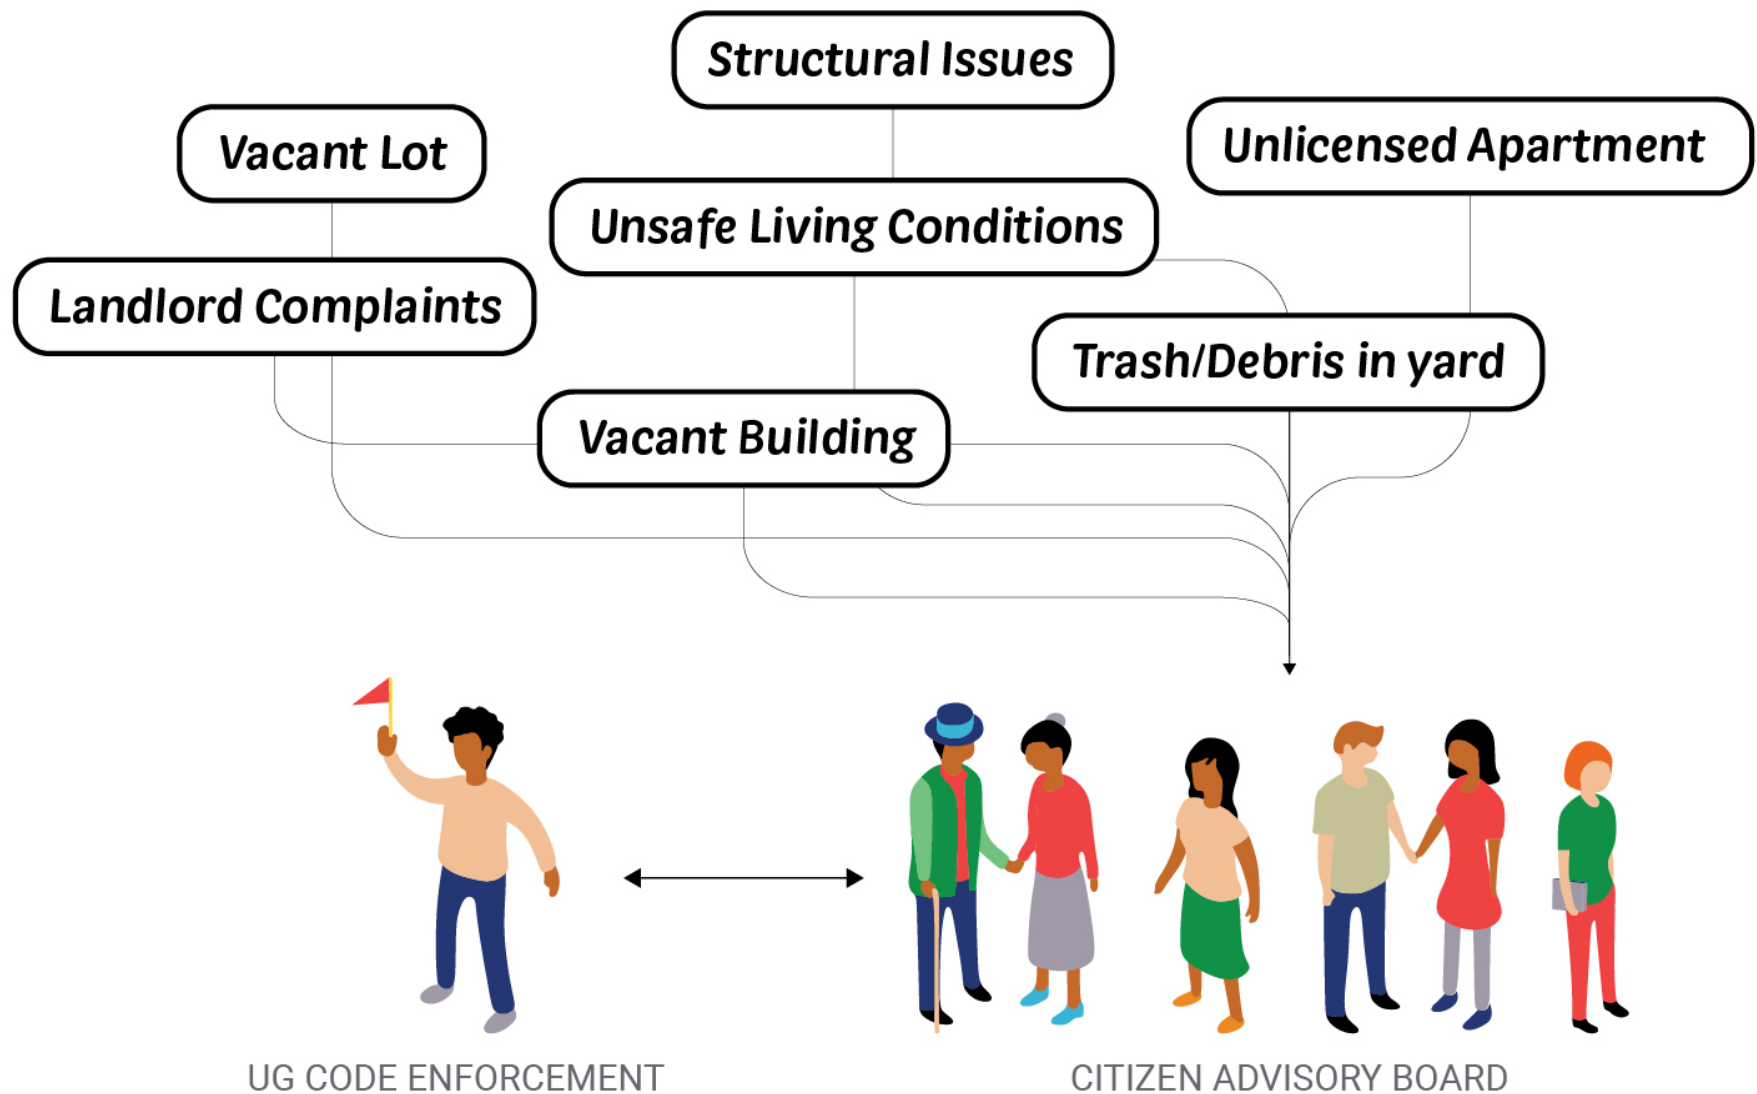 Structural Issues
Vacant Lot
Unlicensed Apartment
Unsafe Living Conditions
Landlord Complaints
Trash/Debris in yard
Vacant Building
UG CODE ENFORCEMENT
CITIZEN ADVISORY BOARD